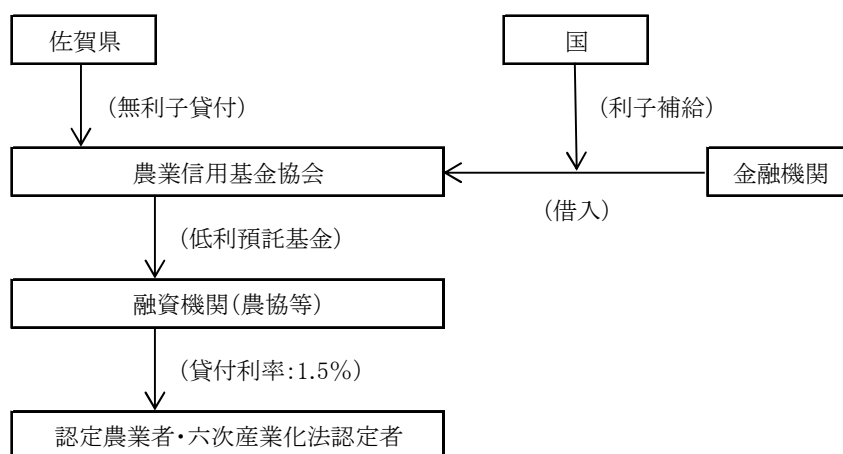 佐賀県
国
(無利子貸付)
(利子補給)
農業信用基金協会
金融機関
(借入)
(低利預託基金)
融資機関(農協等)
(貸付利率:1.5%)
認定農業者・六次産業化法認定者